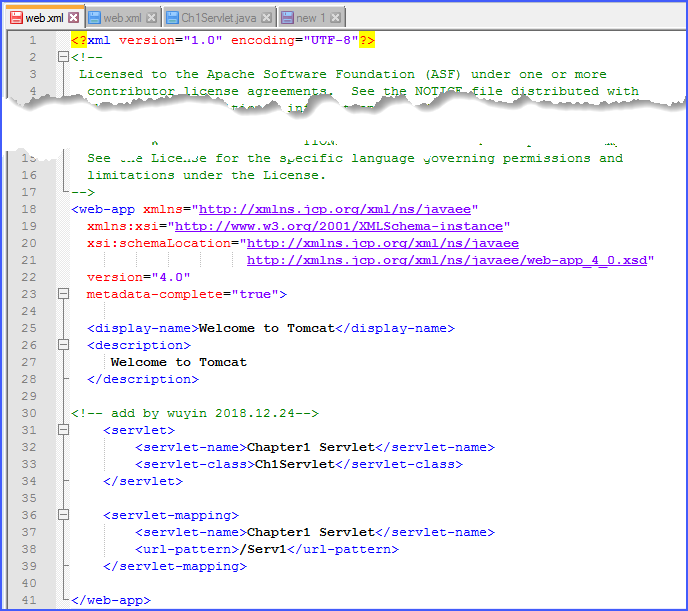 web.xml web.xml Ch1Servlet.java new 1
1 <?xml version="1.0" encoding="UTF-8"?>
2 <!--
3 Licensed to the Apache Software Foundation (ASF) under one or more
4 contributor license agreements. See the NOTICE file distributed with
15 See the License for the specific language governing permissions and
16 limitations under the License.
17 -->
18 <web-app xmlns="http://xmlns.jcp.org/xml/ns/javaee"
19 xmlns:xsi="http://www.w3.org/2001/XMLSchema-instance"
20 xsi:schemaLocation="http://xmlns.jcp.org/xml/ns/javaee
21 http://xmlns.jcp.org/xml/ns/javaee/web-app_4_0.xsd"
22 version="4.0"
23 metadata-complete="true">
24
25 <display-name>Welcome to Tomcat</display-name>
26 <description>
27 Welcome to Tomcat
28 </description>
29
30 <!-- add by wuyin 2018.12.24-->
31 <servlet>
32 <servlet-name>Chapter1 Servlet</servlet-name>
33 <servlet-class>Ch1Servlet</servlet-class>
34 </servlet>
35
36 <servlet-mapping>
37 <servlet-name>Chapter1 Servlet</servlet-name>
38 <url-pattern>/Serv1</url-pattern>
39 </servlet-mapping>
40
41 </web-app>